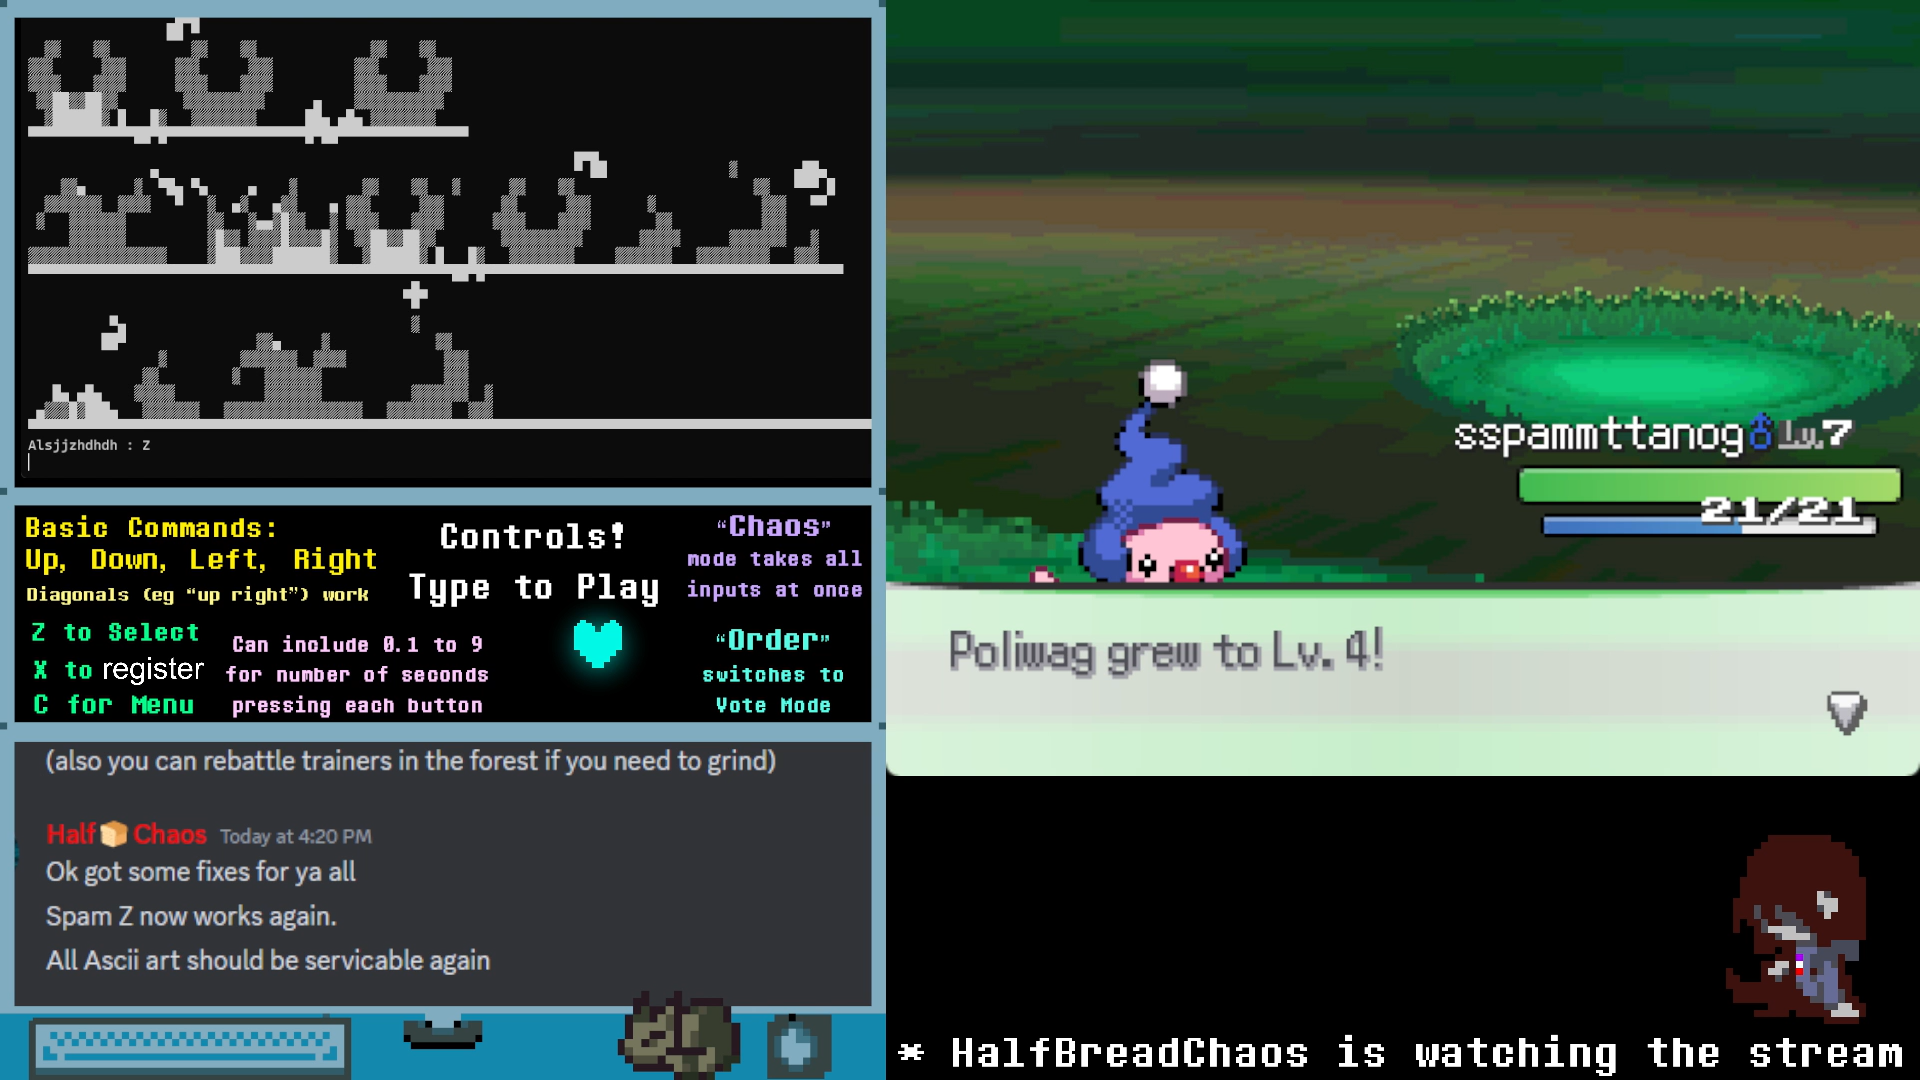 Alsjjzhdhdh : Z
Basic Commands:
Up, Down, Left, Right
Diagonals (eg "up right") work
Z to Select
X to register
C for Menu
Can include 0.1 to 9
for number of seconds
pressing each button
Controls!
Type to Play
"Chaos"
mode takes all
inputs at once
"Order"
switches to
Vote Mode
(also you can rebattle trainers in the forest if you need to grind)
Half🍞Chaos Today at 4:20 PM
Ok got some fixes for ya all
Spam Z now works again.
All Ascii art should be servicable again
sspammttanog♂ Lv.7
21/21
Poliwag grew to Lv. 4!
* HalfBreadChaos is watching the stream